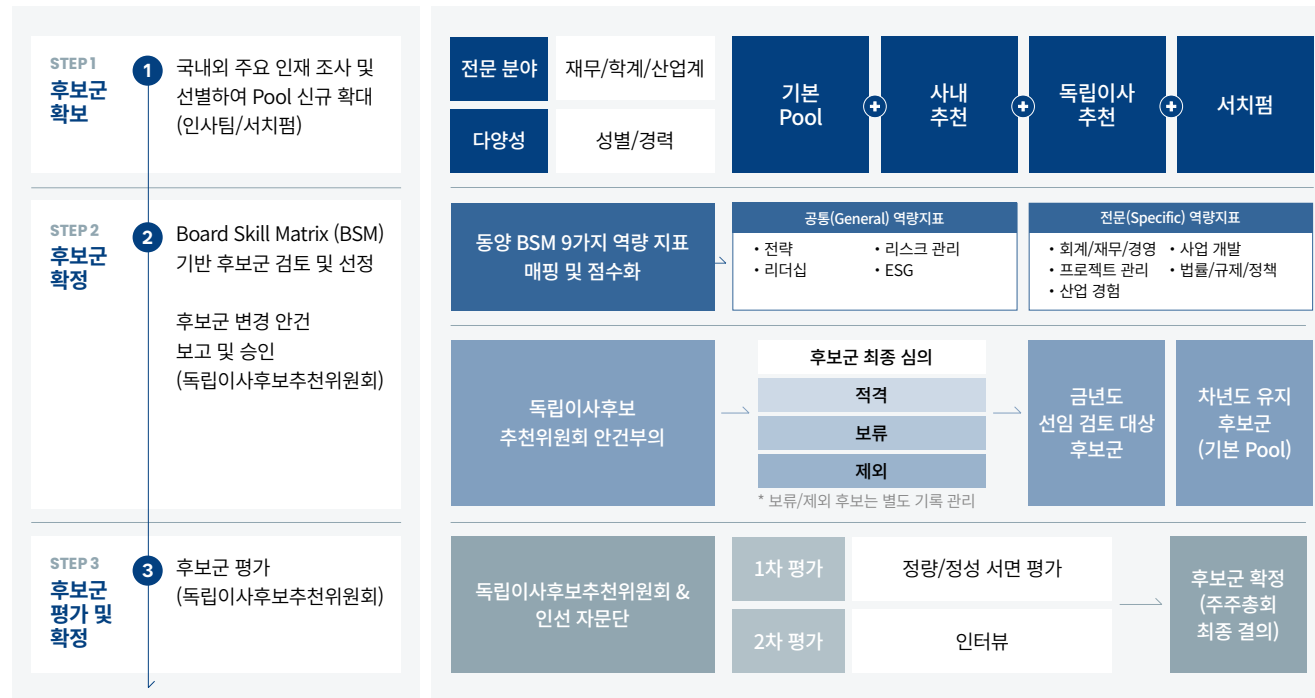 STEP 1
후보군
확보
1
국내외 주요 인재 조사 및
선별하여 Pool 신규 확대
(인사팀/서치펌)
전문 분야
재무/학계/산업계
다양성
성별/경력
기본
Pool
+
사내
추천
+
독립이사
추천
+
서치펌
STEP 2
후보군
확정
2
Board Skill Matrix (BSM)
기반 후보군 검토 및 선정
후보군 변경 안건
보고 및 승인
(독립이사후보추천위원회)
동양 BSM 9가지 역량 지표
매핑 및 점수화
공통(General) 역량지표
• 전략
• 리스크 관리
• 리더십
• ESG
전문(Specific) 역량지표
• 회계/재무/경영
• 사업 개발
• 프로젝트 관리
• 법률/규제/정책
• 산업 경험
독립이사후보
추천위원회 안건부의
후보군 최종 심의
적격
보류
제외
* 보류/제외 후보는 별도 기록 관리
금년도
선임 검토 대상
후보군
차년도 유지
후보군
(기본 Pool)
STEP 3
후보군
평가 및
확정
3
후보군 평가
(독립이사후보추천위원회)
독립이사후보추천위원회 &
인선 자문단
1차 평가
정량/정성 서면 평가
2차 평가
인터뷰
후보군 확정
(주주총회
최종 결의)